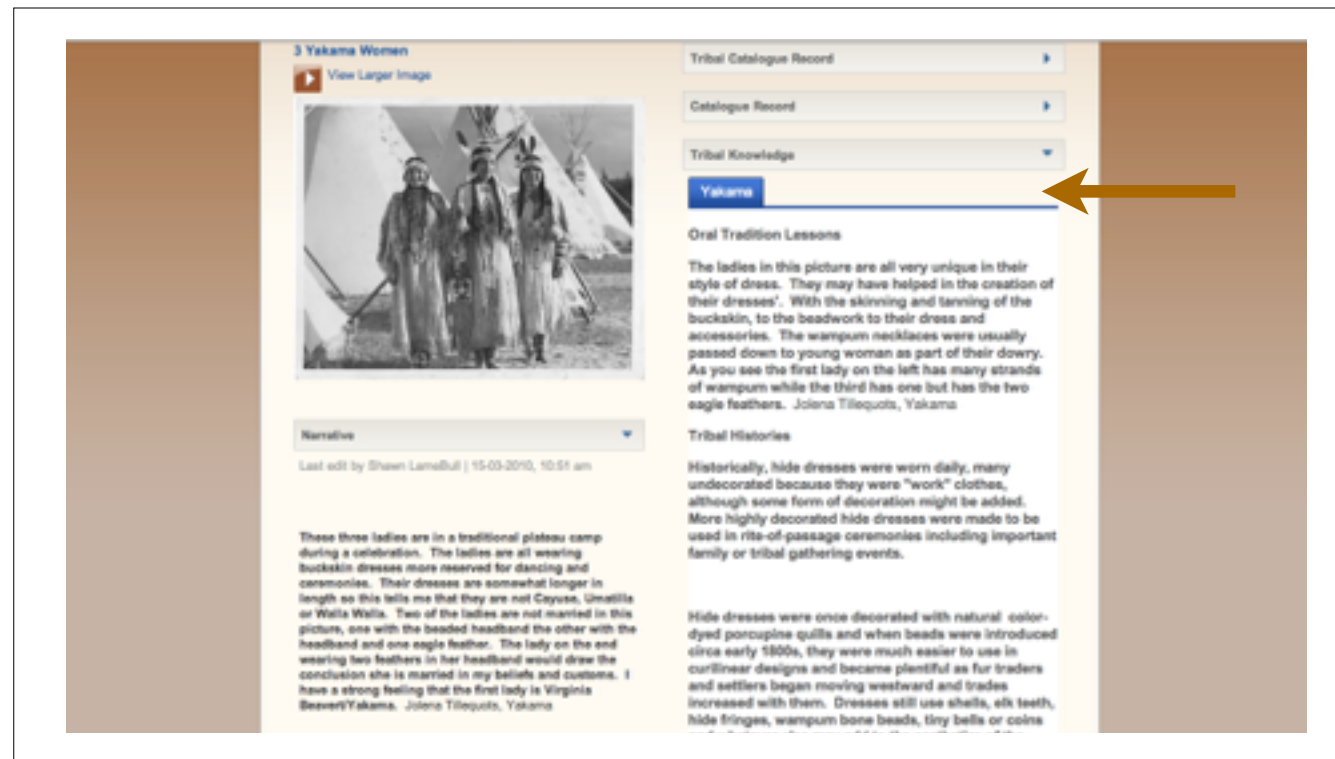 3 Yakama Women
View Larger Image
Narrative
Last edit by Shawn LameBull | 15-03-2010, 10:51 am
These three ladies are in a traditional plateau camp
during a celebration.  The ladies are all wearing
buckskin dresses more reserved for dancing and
ceremonies.  Their dresses are somewhat longer in
length so this tells me that they are not Cayuse, Umatilla
or Walla Walla.  Two of the ladies are not married in this
picture, one with the beaded headband the other with the
headband and one eagle feather.  The lady on the end
wearing two feathers in her headband would draw the
conclusion she is married in my beliefs and customs.  I
have a strong feeling that the first lady is Virginia
Beavert/Yakama.  Jolena Tillequots, Yakama
Tribal Catalogue Record
Catalogue Record
Tribal Knowledge
Yakama
Oral Tradition Lessons
The ladies in this picture are all very unique in their
style of dress.  They may have helped in the creation of
their dresses'.  With the skinning and tanning of the
buckskin, to the beadwork to their dress and
accessories.  The wampum necklaces were usually
passed down to young woman as part of their dowry.
As you see the first lady on the left has many strands
of wampum while the third has one but has the two
eagle feathers.  Jolena Tillequots, Yakama
Tribal Histories
Historically, hide dresses were worn daily, many
undecorated because they were "work" clothes,
although some form of decoration might be added.
More highly decorated hide dresses were made to be
used in rite-of-passage ceremonies including important
family or tribal gathering events.
Hide dresses were once decorated with natural  color-
dyed porcupine quills and when beads were introduced
circa early 1800s, they were much easier to use in
curilinear designs and became plentiful as fur traders
and settlers began moving westward and trades
increased with them.  Dresses still use shells, elk teeth,
hide fringes, wampum bone beads, tiny bells or coins